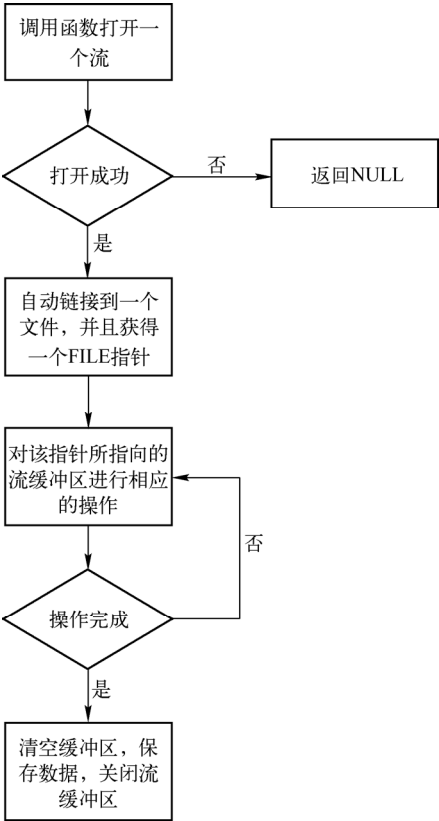 调用函数打开一
个流
打开成功
否
返回NULL
是
自动链接到一个
文件，并且获得
一个FILE指针
对该指针所指向的
流缓冲区进行相应
的操作
否
操作完成
是
清空缓冲区，保
存数据，关闭流
缓冲区